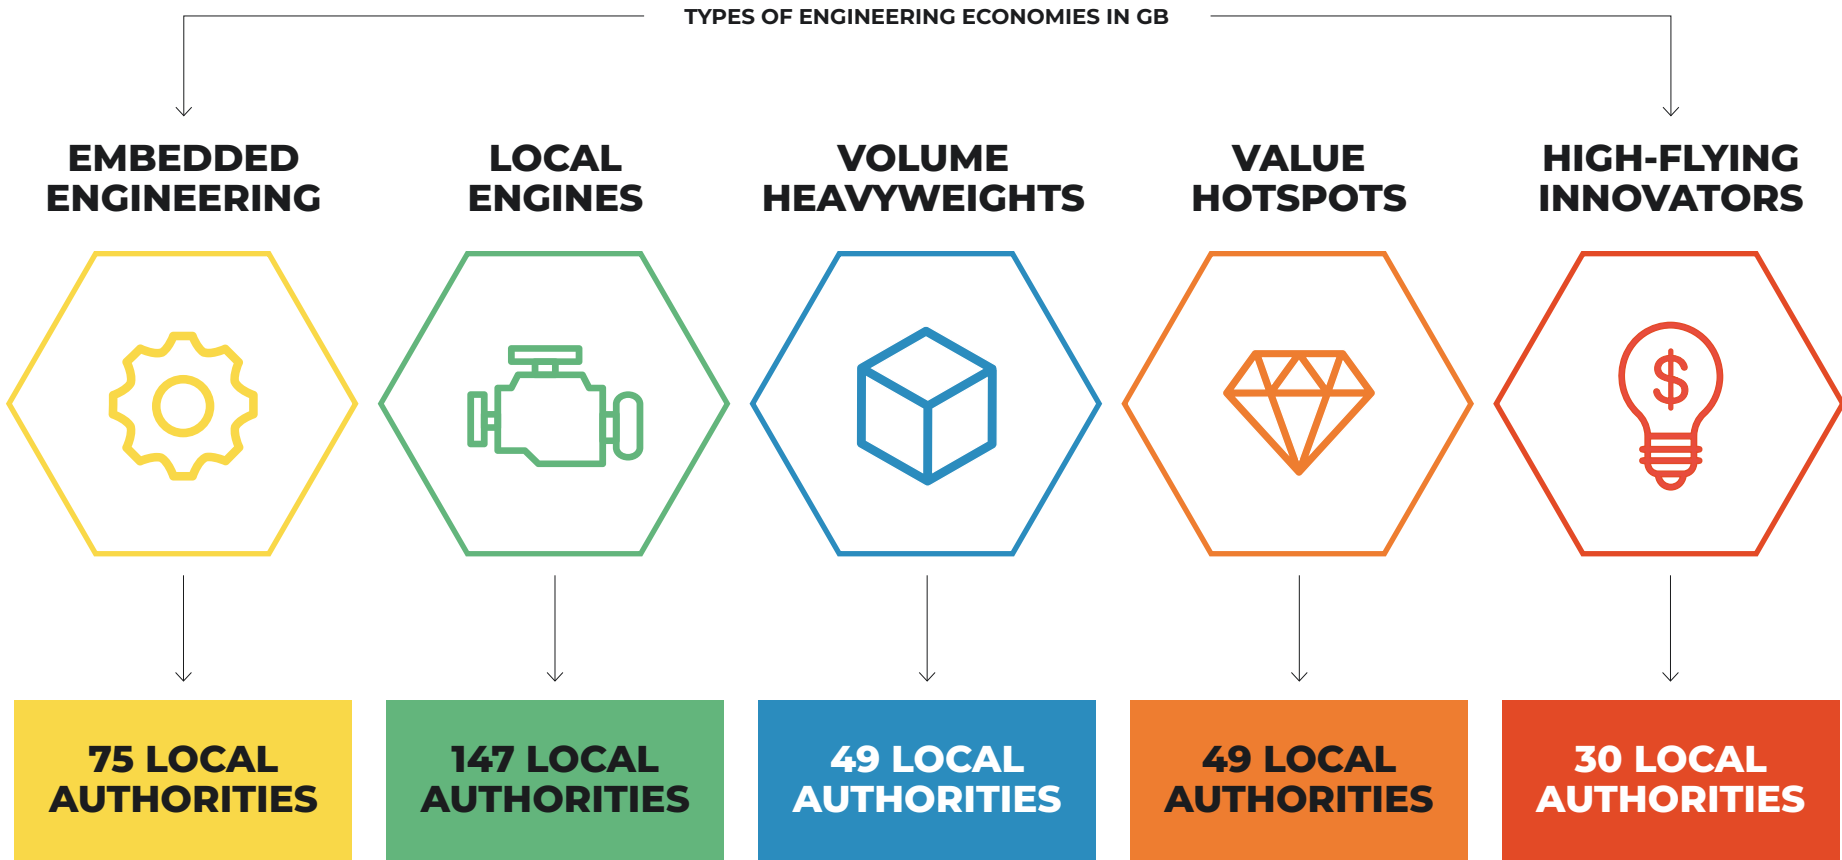 TYPES OF ENGINEERING ECONOMIES IN GB
EMBEDDED
ENGINEERING
LOCAL
ENGINES
VOLUME
HEAVYWEIGHTS
VALUE
HOTSPOTS
HIGH-FLYING
INNOVATORS
$
75 LOCAL
AUTHORITIES
147 LOCAL
AUTHORITIES
49 LOCAL
AUTHORITIES
49 LOCAL
AUTHORITIES
30 LOCAL
AUTHORITIES